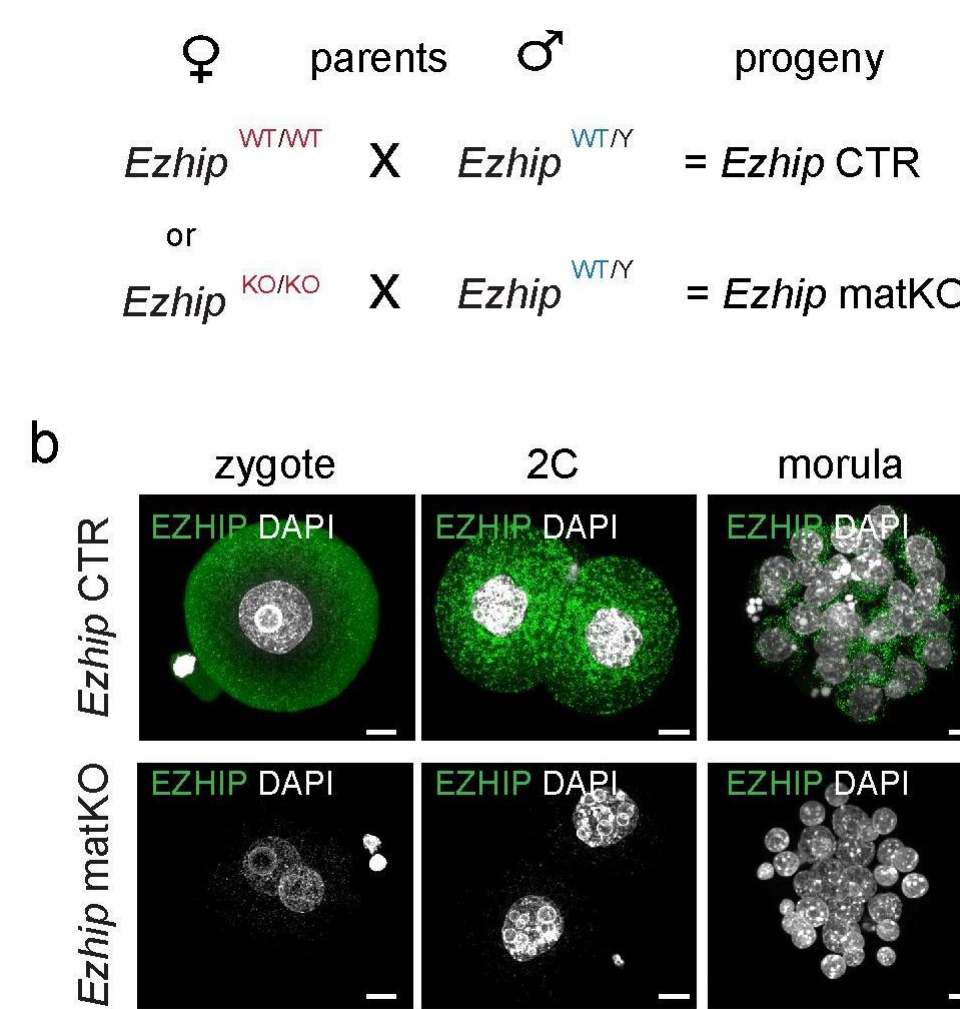 ♀ parents ♂ progeny
Ezhip WT/WT X Ezhip WT/Y = Ezhip CTR
or
Ezhip KO/KO X Ezhip WT/Y = Ezhip matKO
b
zygote 2C morula
Ezhip CTR
EZHIP DAPI EZHIP DAPI EZHIP DAPI
Ezhip matKO
EZHIP DAPI EZHIP DAPI EZHIP DAPI